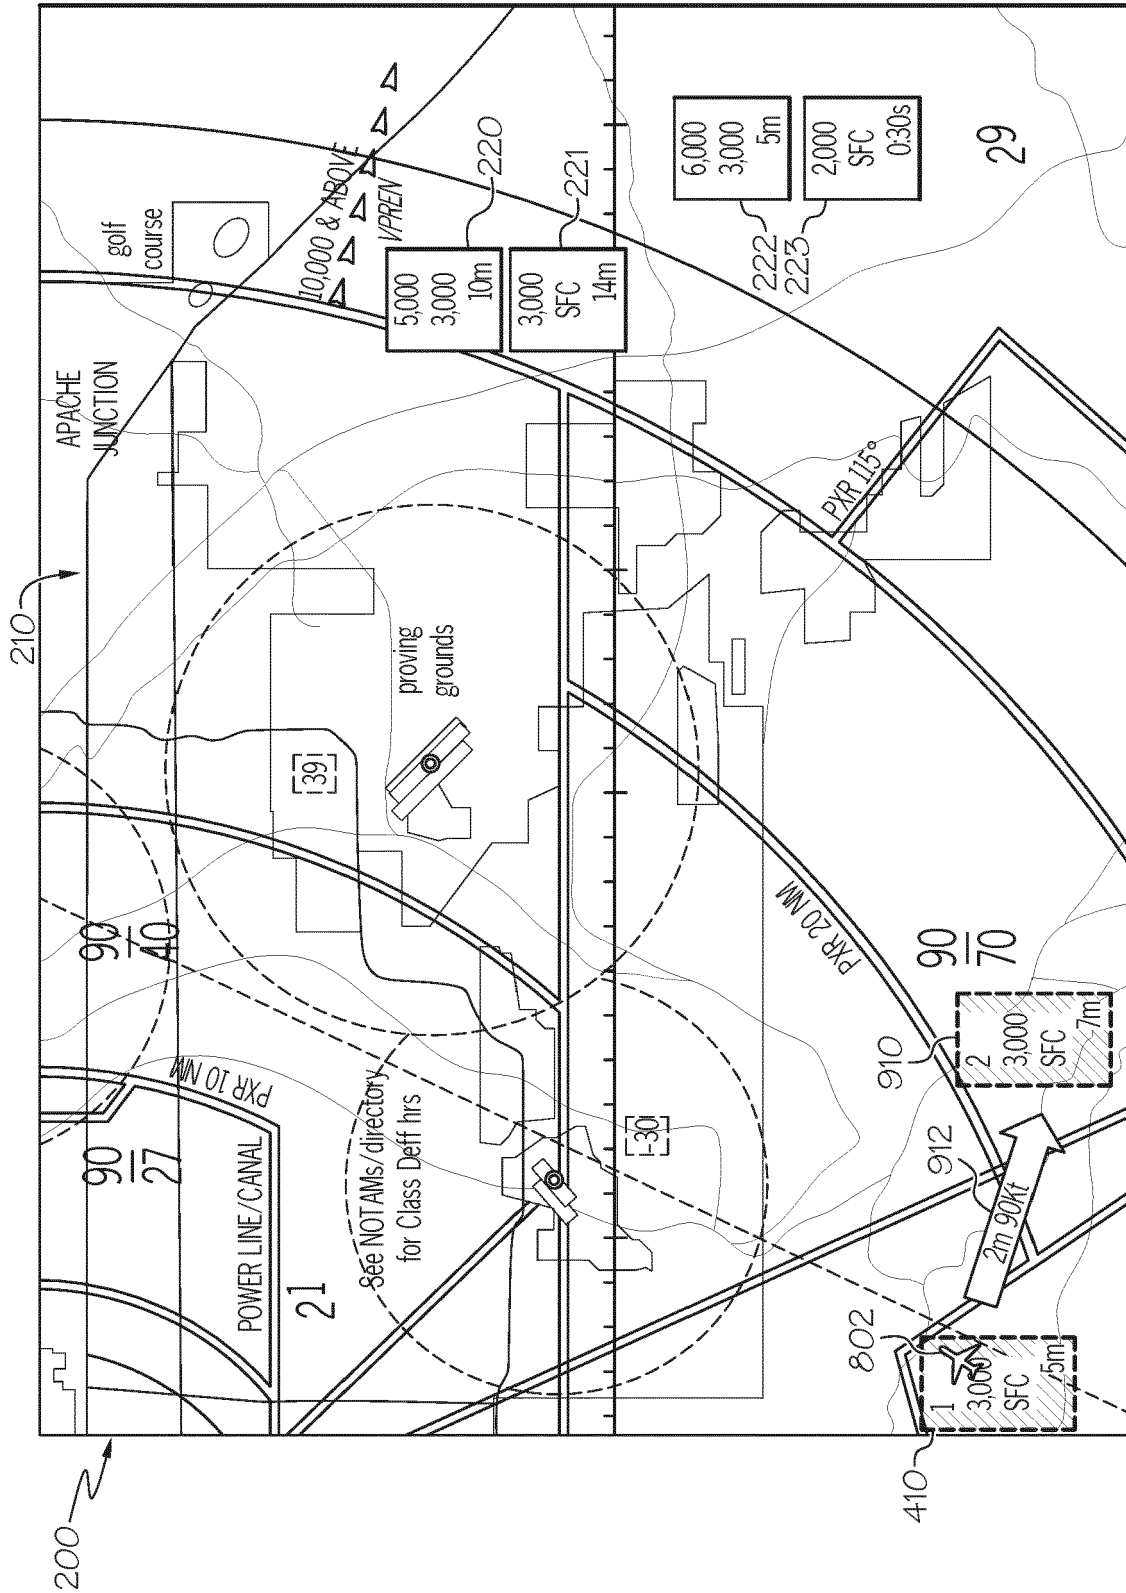 200
210
APACHE
JUNCTION
golf
course
10,000 & ABOVE
VPREN
5,000
3,000
10m
220
3,000
SFC
14m
221
6,000
3,000
5m
222
2,000
SFC
0:30s
223
29
90
40
90
27
PXR 10 NM
POWER LINE/CANAL
21
See NOTAMs/directory
for Class Deff hrs
[39]
proving
grounds
[-30]
PXR 115°
PXR 20 NM
90
70
910
2
3,000
SFC
7m
912
2m 90Kt
802
1
3,000
SFC
5m
410